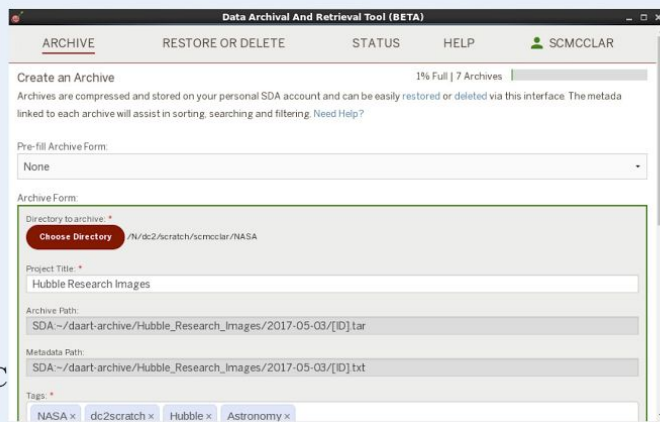 Data Archival And Retrieval Tool (BETA)
ARCHIVE RESTORE OR DELETE STATUS HELP SCMCCLAR
Create an Archive 1% Full | 7 Archives
Archives are compressed and stored on your personal SDA account and can be easily restored or deleted via this interface. The metada
linked to each archive will assist in sorting, searching and filtering. Need Help?
Pre-fill Archive Form:
None
Archive Form:
Directory to archive: *
Choose Directory /N/dc2/scratch/scmcclar/NASA
Project Title: *
Hubble Research Images
Archive Path:
SDA:~/daart-archive/Hubble_Research_Images/2017-05-03/[ID].tar
Metadata Path:
SDA:~/daart-archive/Hubble_Research_Images/2017-05-03/[ID].txt
C
Tags: *
NASA × dc2scratch × Hubble × Astronomy ×